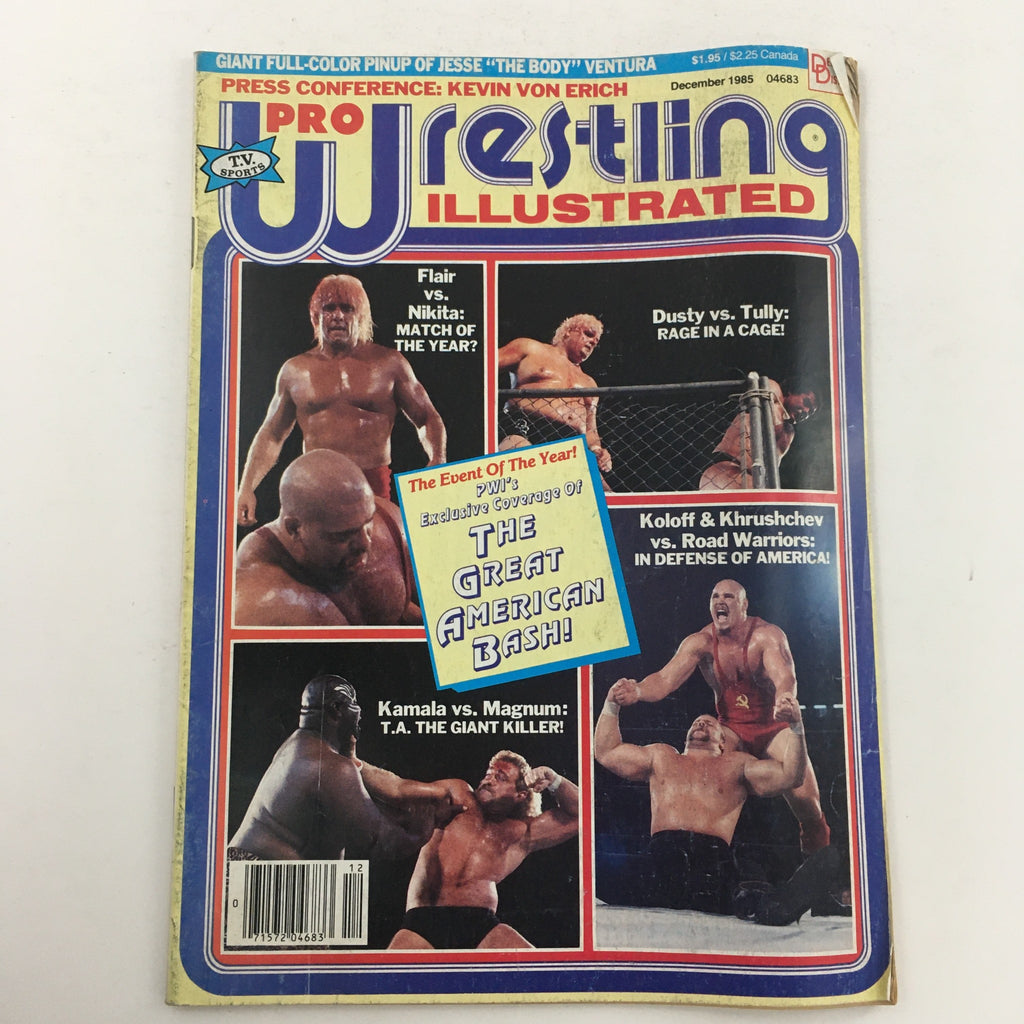 GIANT FULL-COLOR PINUP OF JESSE "THE BODY" VENTURA
$1.95 / $2.25 Canada
PRESS CONFERENCE: KEVIN VON ERICH
December 1985 04683
PRO
Wrestling
®
ILLUSTRATED
T.V.
SPORTS
Flair
vs.
Nikita:
MATCH OF
THE YEAR?
Dusty vs. Tully:
RAGE IN A CAGE!
The Event Of The Year!
PWI's
Exclusive Coverage Of
THE
GREAT
AMERICAN
BASH!
Koloff & Khrushchev
vs. Road Warriors:
IN DEFENSE OF AMERICA!
Kamala vs. Magnum:
T.A. THE GIANT KILLER!
12
0
71572 04683